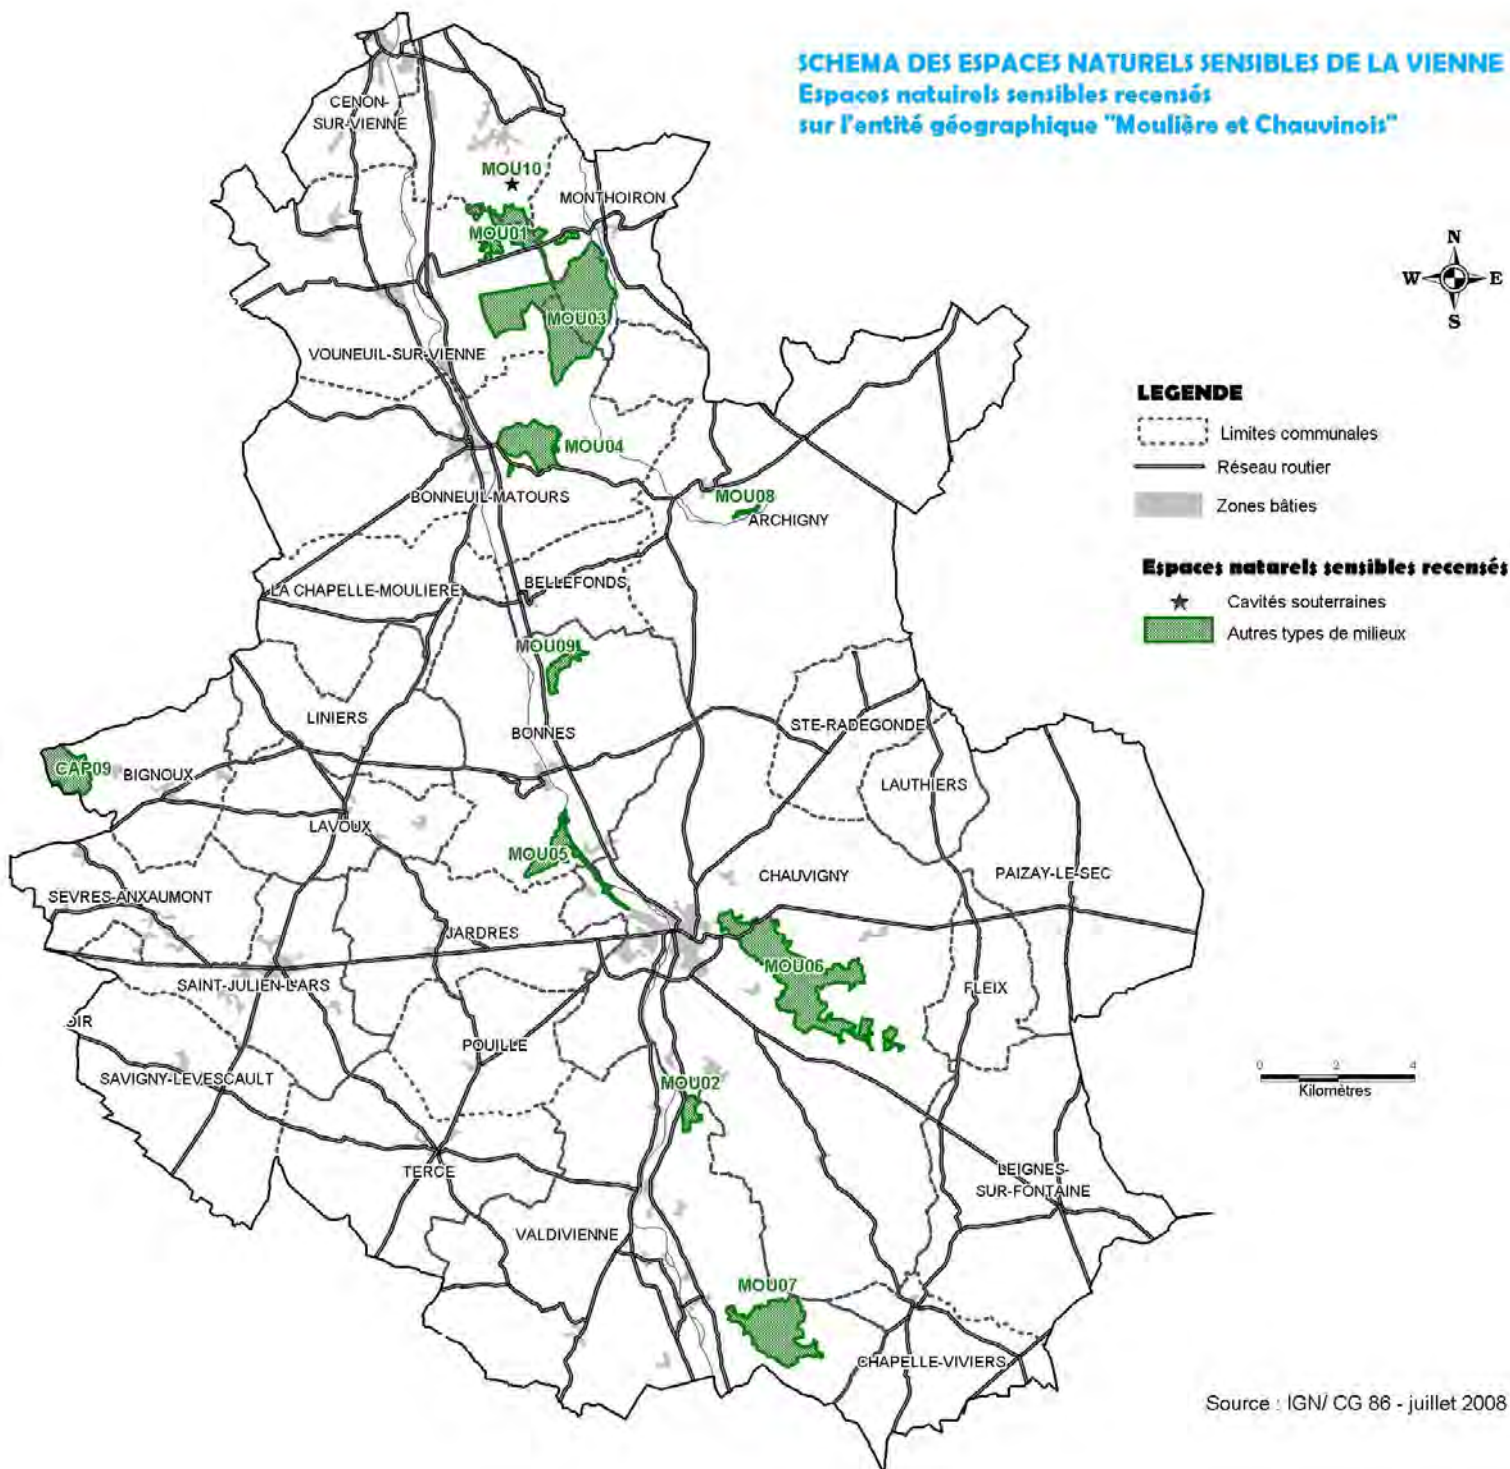 SCHEMA DES ESPACES NATURELS SENSIBLES DE LA VIENNE
Espaces natuirels sensibles recensés
sur l'entité géographique "Moulière et Chauvinois"
CENON-
SUR-VIENNE
MOU10
MONTHOIRON
MOU01
MOU03
VOUNEUIL-SUR-VIENNE
MOU04
BONNEUIL-MATOURS
MOU08
ARCHIGNY
LA CHAPELLE-MOULIERE
BELLEFONDS
MOU09
LINIERS
BONNES
STE-RADEGONDE
CAP09
BIGNOUX
LAUTHIERS
LAVOUX
MOU05
CHAUVIGNY
PAIZAY-LE-SEC
SEVRES-ANXAUMONT
JARDRES
MOU06
SAINT-JULIEN-L'ARS
FLEIX
OIR
POUILLE
SAVIGNY-LEVESCAULT
MOU02
TERCE
LEIGNES-
SUR-FONTAINE
VALDIVIENNE
MOU07
CHAPELLE-VIVIERS
N
W
E
S
LEGENDE
Limites communales
Réseau routier
Zones bâties
Espaces naturels sensibles recensés
Cavités souterraines
Autres types de milieux
0 2 4
Kilomètres
Source : IGN/ CG 86 - juillet 2008